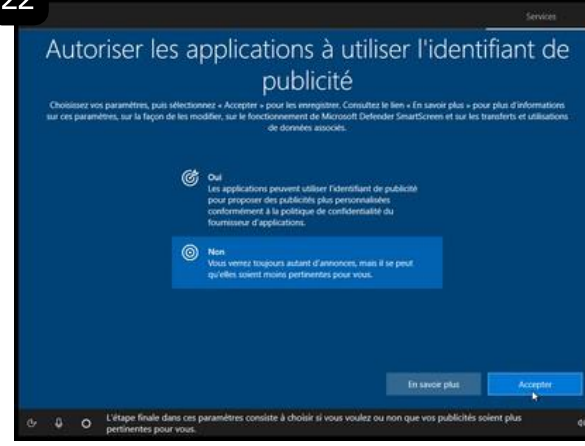 22
Services
Autoriser les applications à utiliser l'identifiant de
publicité
Choisissez vos paramètres, puis sélectionnez « Accepter » pour les enregistrer. Consultez le lien « En savoir plus » pour plus d'informations
sur ces paramètres, sur la façon de les modifier, sur le fonctionnement de Microsoft Defender SmartScreen et sur les transferts et utilisations
de données associés.
Oui
Les applications peuvent utiliser l'identifiant de publicité
pour proposer des publicités plus personnalisées
conformément à la politique de confidentialité du
fournisseur d'applications.
Non
Vous verrez toujours autant d'annonces, mais il se peut
qu'elles soient moins pertinentes pour vous.
En savoir plus
Accepter
L'étape finale dans ces paramètres consiste à choisir si vous voulez ou non que vos publicités soient plus
pertinentes pour vous.